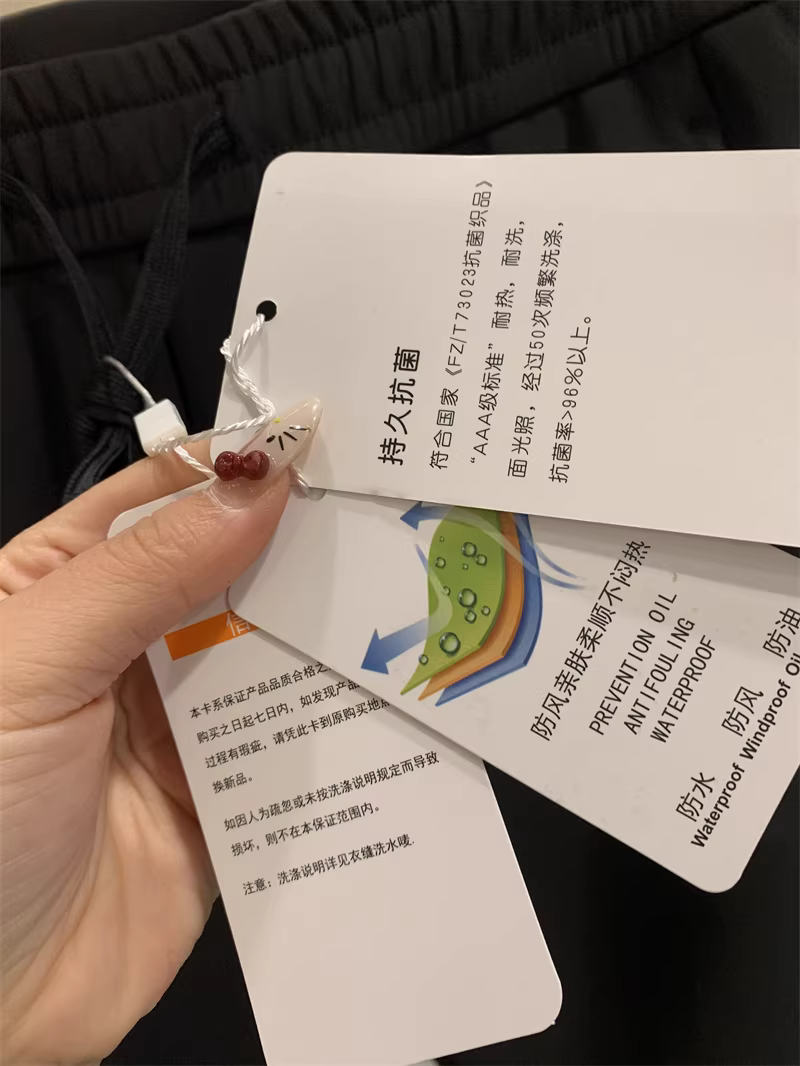 持久抗菌
符合国家《FZ/T73023抗菌织品》
“AAA级标准”耐热，耐洗，
面光照，经过50次频繁洗涤，
抗菌率>96%以上。
防风亲肤柔顺不闷热
PREVENTION OIL
ANTIFOULING
WATERPROOF
防水 防风 防油
Waterproof Windproof Oil
本卡系保证产品品质合格之
购买之日起七日内，如发现产品
过程有瑕疵，请凭此卡到原购买地
换新品。
如因人为疏忽或未按洗涤说明规定而导致
损坏，则不在本保证范围内。
注意：洗涤说明详见衣缝洗水唛.